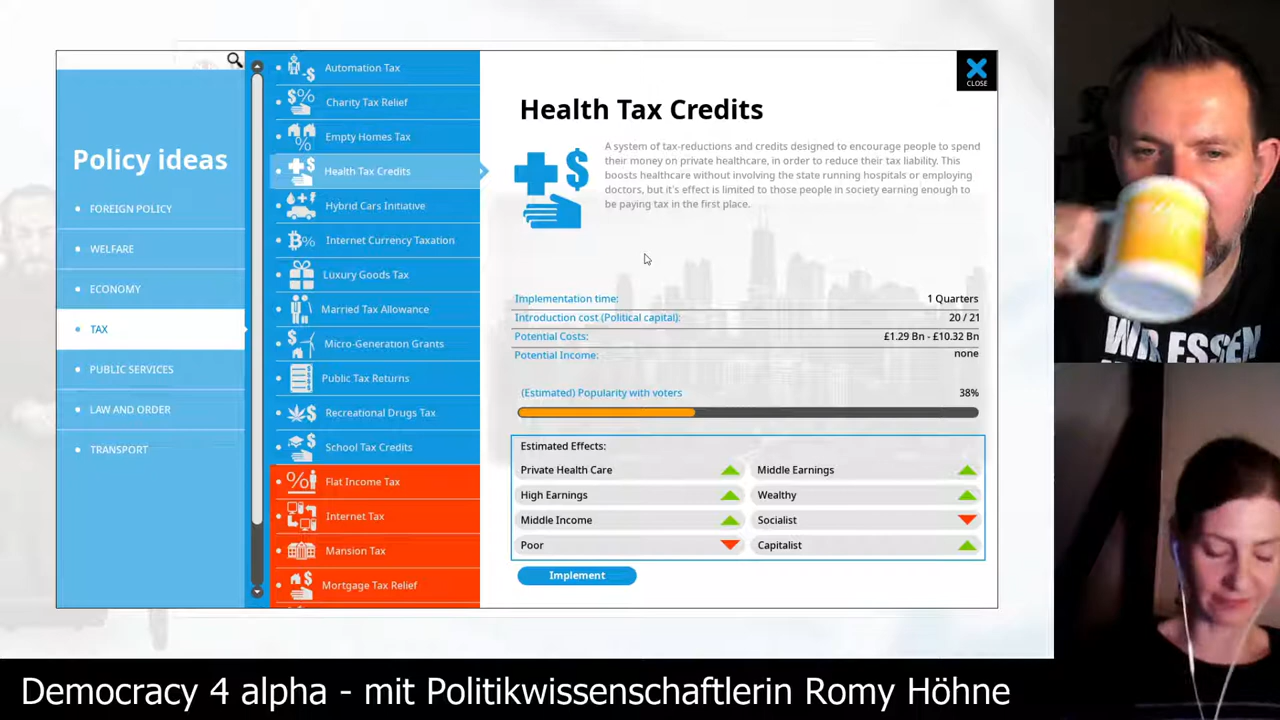 Policy ideas
FOREIGN POLICY
WELFARE
ECONOMY
TAX
PUBLIC SERVICES
LAW AND ORDER
TRANSPORT
Automation Tax
Charity Tax Relief
Empty Homes Tax
Health Tax Credits
Hybrid Cars Initiative
Internet Currency Taxation
Luxury Goods Tax
Married Tax Allowance
Micro-Generation Grants
Public Tax Returns
Recreational Drugs Tax
School Tax Credits
Flat Income Tax
Internet Tax
Mansion Tax
Mortgage Tax Relief
CLOSE
Health Tax Credits
A system of tax-reductions and credits designed to encourage people to spend
their money on private healthcare, in order to reduce their tax liability. This
boosts healthcare without involving the state running hospitals or employing
doctors, but it's effect is limited to those people in society earning enough to
be paying tax in the first place.
Implementation time: 1 Quarters
Introduction cost (Political capital): 20 / 21
Potential Costs: £1.29 Bn - £10.32 Bn
Potential Income: none
(Estimated) Popularity with voters 38%
Estimated Effects:
Private Health Care Middle Earnings
High Earnings Wealthy
Middle Income Socialist
Poor Capitalist
Implement
WIR ESSEN
Democracy 4 alpha - mit Politikwissenschaftlerin Romy Höhne